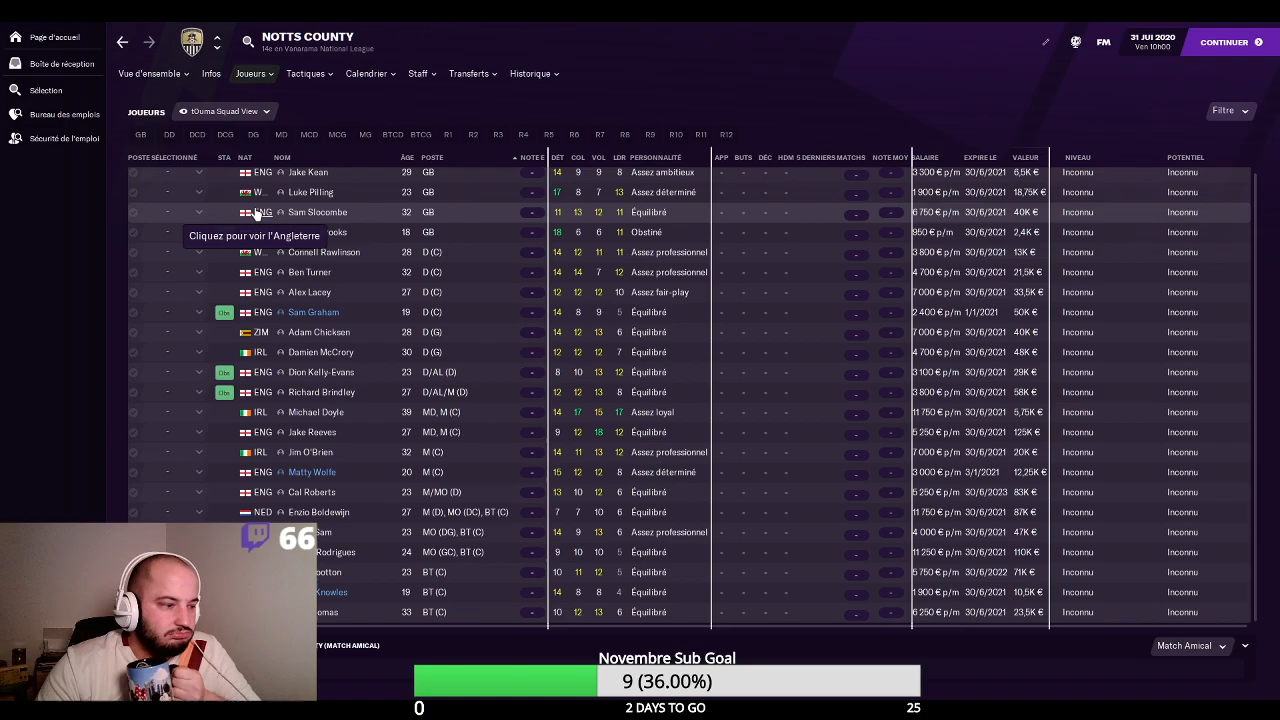 Page d'accueil
Boîte de réception
Sélection
Bureau des emplois
Sécurité de l'emploi
NOTTS COUNTY
14e en Vanarama National League
FM
31 JUI 2020
Ven 10h00
CONTINUER
Vue d'ensemble Infos Joueurs Tactiques Calendrier Staff Transferts Historique
JOUEURS t0uma Squad View Filtre
GB DD DCD DCG DG MD MCD MCG MG BTCD BTCG R1 R2 R3 R4 R5 R6 R7 R8 R9 R10 R11 R12
POSTE SÉLECTIONNÉ STA NAT NOM ÂGE POSTE NOTE E DÉT COL VOL LDR PERSONNALITÉ APP BUTS DÉC HDM 5 DERNIERS MATCHS NOTE MOY SALAIRE EXPIRE LE VALEUR NIVEAU POTENTIEL
- ENG Jake Kean 29 GB - 14 9 9 8 Assez ambitieux - - - - - - 3 300 € p/m 30/6/2021 6,5K € Inconnu Inconnu
- W... Luke Pilling 23 GB - 17 8 7 13 Assez déterminé - - - - - - 1 900 € p/m 30/6/2021 18,75K € Inconnu Inconnu
- ENG Sam Slocombe 32 GB - 11 13 12 11 Équilibré - - - - - - 6 750 € p/m 30/6/2021 40K € Inconnu Inconnu
Cliquez pour voir l'Angleterre
- ooks 18 GB - 18 6 6 11 Obstiné - - - - - - 950 € p/m 30/6/2021 2,4K € Inconnu Inconnu
- W... Connell Rawlinson 28 D (C) - 14 12 11 11 Assez professionnel - - - - - - 3 800 € p/m 30/6/2021 13K € Inconnu Inconnu
- ENG Ben Turner 32 D (C) - 14 14 7 12 Assez professionnel - - - - - - 4 700 € p/m 30/6/2021 21,5K € Inconnu Inconnu
- ENG Alex Lacey 27 D (C) - 12 12 12 10 Assez fair-play - - - - - - 7 000 € p/m 30/6/2021 33,5K € Inconnu Inconnu
- Obs ENG Sam Graham 19 D (C) - 14 8 9 5 Équilibré - - - - - - 2 400 € p/m 1/1/2021 50K € Inconnu Inconnu
- ZIM Adam Chicksen 28 D (G) - 14 12 13 6 Équilibré - - - - - - 7 000 € p/m 30/6/2021 40K € Inconnu Inconnu
- IRL Damien McCrory 30 D (G) - 12 12 12 7 Équilibré - - - - - - 4 700 € p/m 30/6/2021 48K € Inconnu Inconnu
- Obs ENG Dion Kelly-Evans 23 D/AL (D) - 8 10 13 12 Équilibré - - - - - - 3 100 € p/m 30/6/2021 29K € Inconnu Inconnu
- Obs ENG Richard Brindley 27 D/AL/M (D) - 12 12 13 8 Équilibré - - - - - - 3 800 € p/m 30/6/2021 58K € Inconnu Inconnu
- IRL Michael Doyle 39 MD, M (C) - 14 17 15 17 Assez loyal - - - - - - 11 750 € p/m 30/6/2021 5,75K € Inconnu Inconnu
- ENG Jake Reeves 27 MD, M (C) - 9 12 18 12 Équilibré - - - - - - 5 250 € p/m 30/6/2021 125K € Inconnu Inconnu
- IRL Jim O'Brien 32 M (C) - 14 11 13 12 Assez professionnel - - - - - - 7 000 € p/m 30/6/2021 20K € Inconnu Inconnu
- ENG Matty Wolfe 20 M (C) - 15 12 12 8 Assez déterminé - - - - - - 3 000 € p/m 3/1/2021 12,25K € Inconnu Inconnu
- ENG Cal Roberts 23 M/MO (D) - 13 10 12 6 Équilibré - - - - - - 5 250 € p/m 30/6/2023 83K € Inconnu Inconnu
- NED Enzio Boldewijn 27 M (D), MO (DC), BT (C) - 7 7 10 6 Équilibré - - - - - - 11 750 € p/m 30/6/2021 87K € Inconnu Inconnu
Sam 23 MO (DG), BT (C) - 14 9 13 6 Assez professionnel - - - - - - 4 000 € p/m 30/6/2021 47K € Inconnu Inconnu
Rodrigues 24 MO (GC), BT (C) - 9 10 10 5 Équilibré - - - - - - 11 250 € p/m 30/6/2021 110K € Inconnu Inconnu
ootton 23 BT (C) - 10 11 12 5 Équilibré - - - - - - 5 750 € p/m 30/6/2022 71K € Inconnu Inconnu
Knowles 19 BT (C) - 14 8 8 4 Équilibré - - - - - - 1 900 € p/m 30/6/2021 10,5K € Inconnu Inconnu
omas 33 BT (C) - 10 12 13 6 Équilibré - - - - - - 6 250 € p/m 30/6/2021 23,5K € Inconnu Inconnu
66
(MATCH AMICAL) Match Amical
Novembre Sub Goal
9 (36.00%)
0 2 DAYS TO GO 25